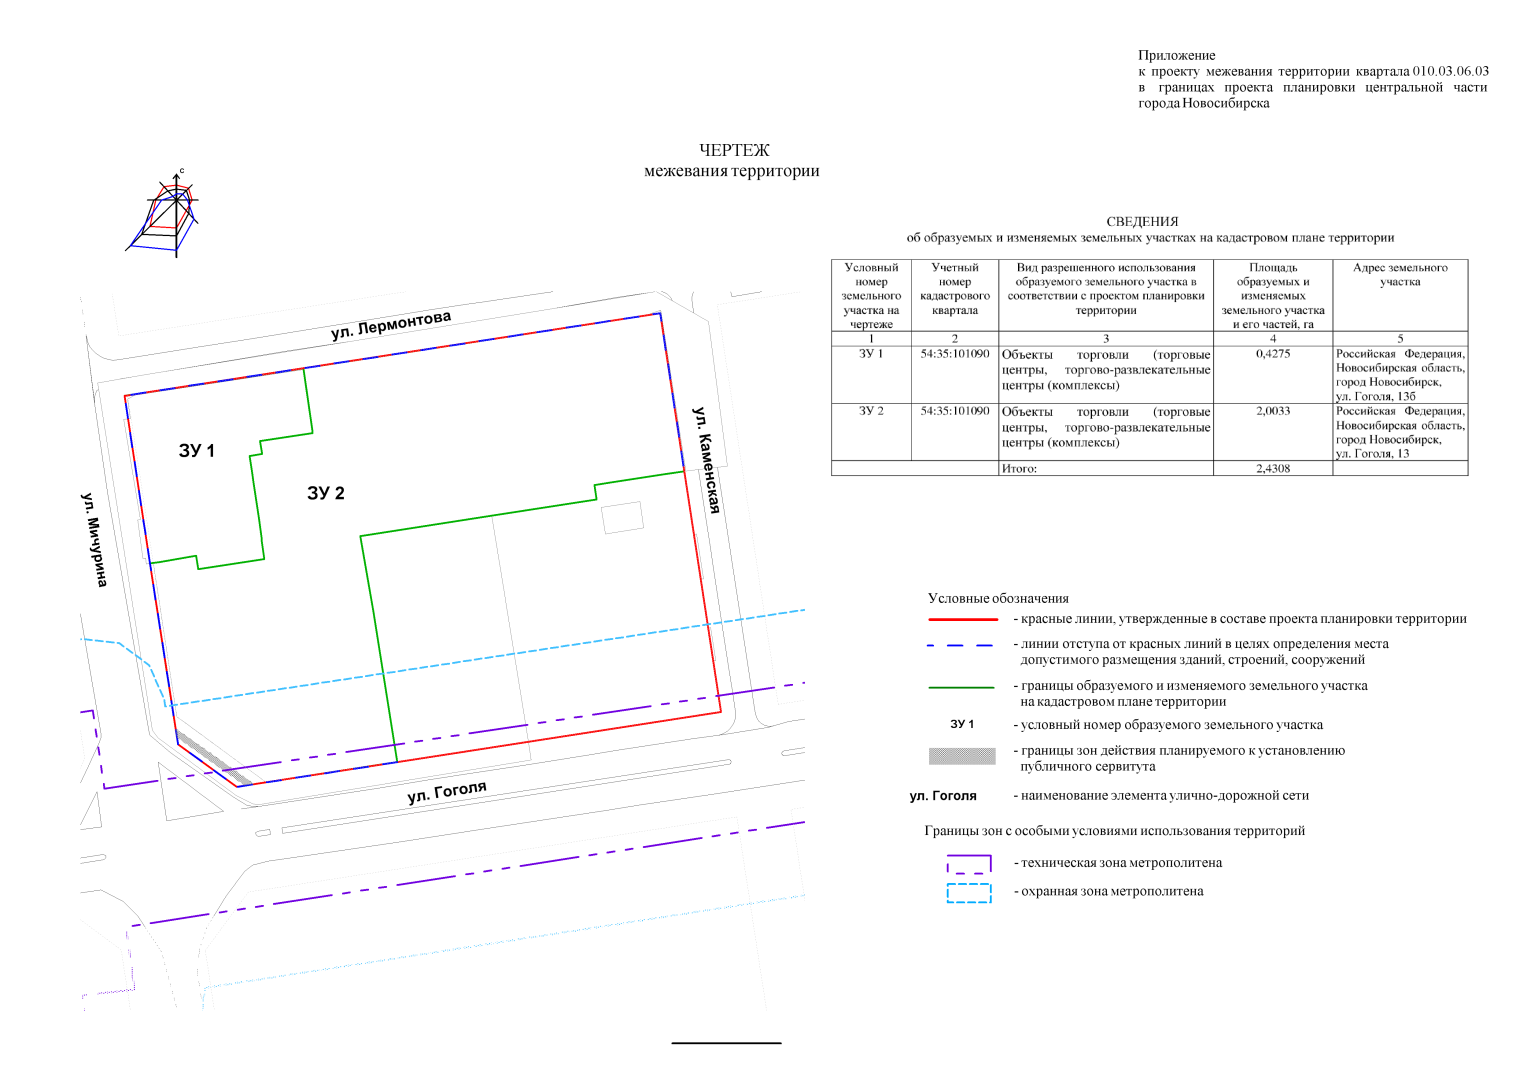 Приложение
к проекту межевания территории квартала 010.03.06.03
в границах проекта планировки центральной части
города Новосибирска
ЧЕРТЕЖ
межевания территории
с
СВЕДЕНИЯ
об образуемых и изменяемых земельных участках на кадастровом плане территории
Условный
номер
земельного
участка на
чертеже
Учетный
номер
кадастрового
квартала
Вид разрешенного использования
образуемого земельного участка в
соответствии с проектом планировки
территории
Площадь
образуемых и
изменяемых
земельного участка
и его частей, га
Адрес земельного
участка
1 2 3 4 5
ЗУ 1
54:35:101090
Объекты торговли (торговые
центры, торгово-развлекательные
центры (комплексы)
0,4275
Российская Федерация,
Новосибирская область,
город Новосибирск,
ул. Гоголя, 13б
ЗУ 2
54:35:101090
Объекты торговли (торговые
центры, торгово-развлекательные
центры (комплексы)
2,0033
Российская Федерация,
Новосибирская область,
город Новосибирск,
ул. Гоголя, 13
Итого: 2,4308
ул. Лермонтова
ул. Каменская
ул. Мичурина
ул. Гоголя
ЗУ 1
ЗУ 2
Условные обозначения
- красные линии, утвержденные в составе проекта планировки территории
- линии отступа от красных линий в целях определения места
допустимого размещения зданий, строений, сооружений
- границы образуемого и изменяемого земельного участка
на кадастровом плане территории
ЗУ 1 - условный номер образуемого земельного участка
- границы зон действия планируемого к установлению
публичного сервитута
ул. Гоголя - наименование элемента улично-дорожной сети
Границы зон с особыми условиями использования территорий
- техническая зона метрополитена
- охранная зона метрополитена